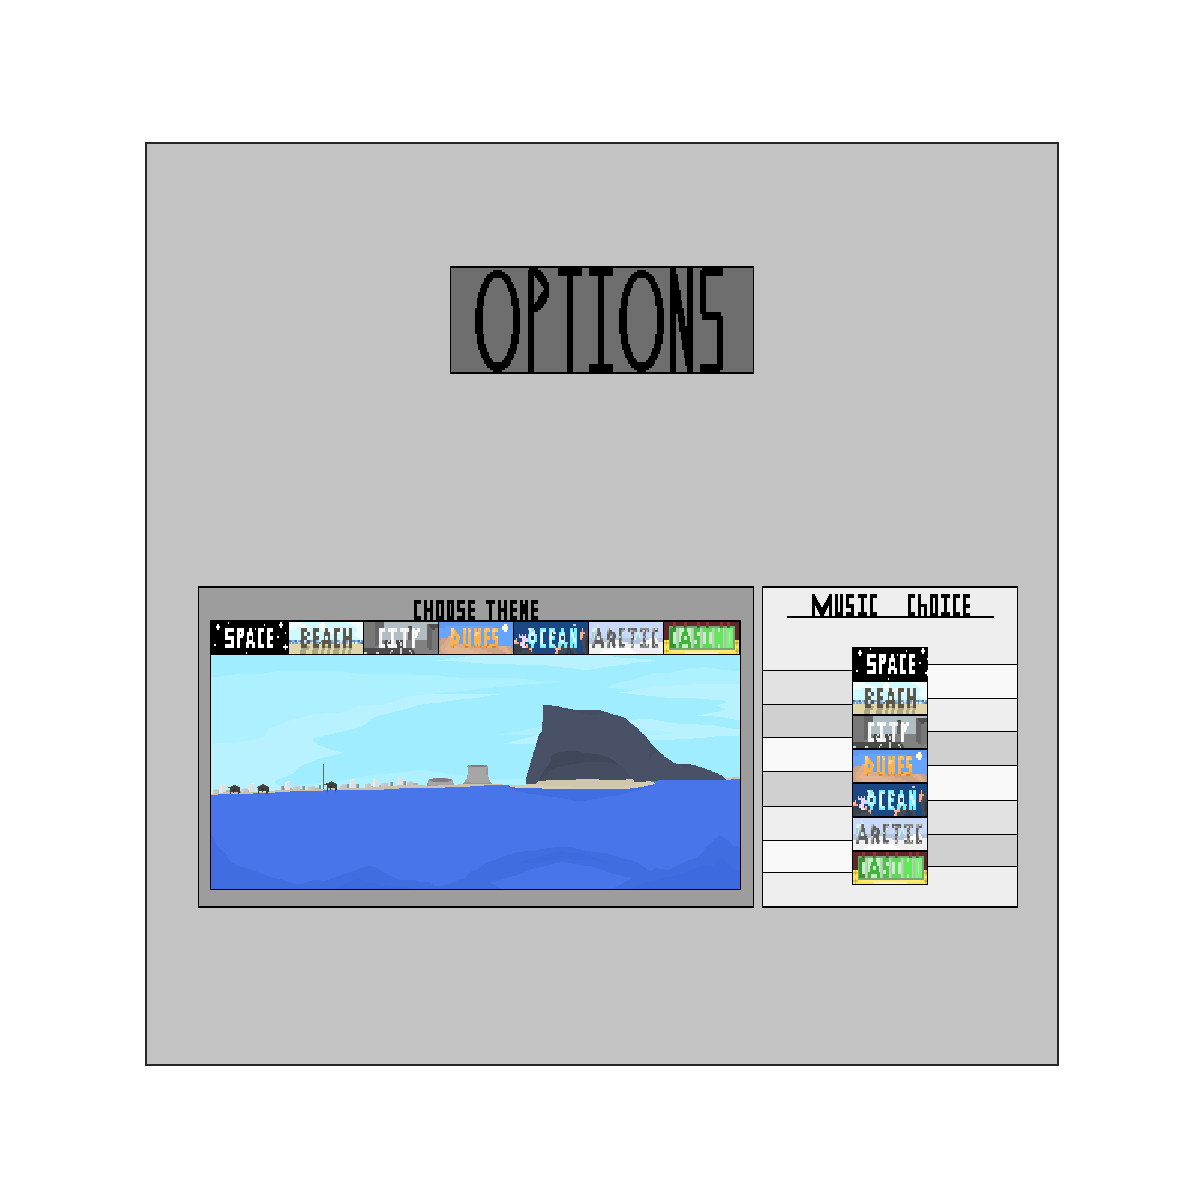 OPTIONS
CHOOSE THEME
SPACE BEACH CITY DUNES OCEAN ARCTIC CASINO
MUSIC ChOICE
SPACE
BEACH
CITY
DUNES
OCEAN
ARCTIC
CASINO